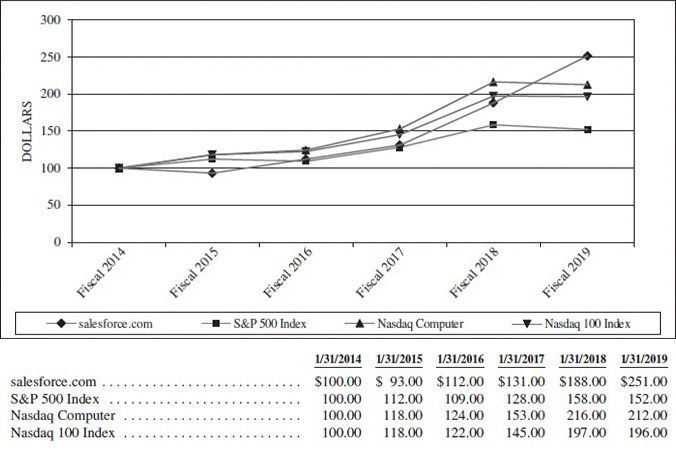 300
250
200
150
100
50
0
DOLLARS
Fiscal 2014 Fiscal 2015 Fiscal 2016 Fiscal 2017 Fiscal 2018 Fiscal 2019
salesforce.com S&P 500 Index Nasdaq Computer Nasdaq 100 Index
1/31/2014 1/31/2015 1/31/2016 1/31/2017 1/31/2018 1/31/2019
salesforce.com . . . . . . . . . . . . . . . . . . . . . . . . . . . $100.00 $ 93.00 $112.00 $131.00 $188.00 $251.00
S&P 500 Index . . . . . . . . . . . . . . . . . . . . . . . . . . . 100.00 112.00 109.00 128.00 158.00 152.00
Nasdaq Computer . . . . . . . . . . . . . . . . . . . . . . . . . 100.00 118.00 124.00 153.00 216.00 212.00
Nasdaq 100 Index . . . . . . . . . . . . . . . . . . . . . . . . 100.00 118.00 122.00 145.00 197.00 196.00